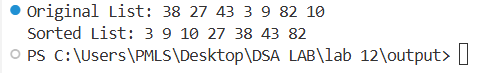 Original List: 38 27 43 3 9 82 10
Sorted List: 3 9 10 27 38 43 82
PS C:\Users\PMLS\Desktop\DSA LAB\lab 12\output>